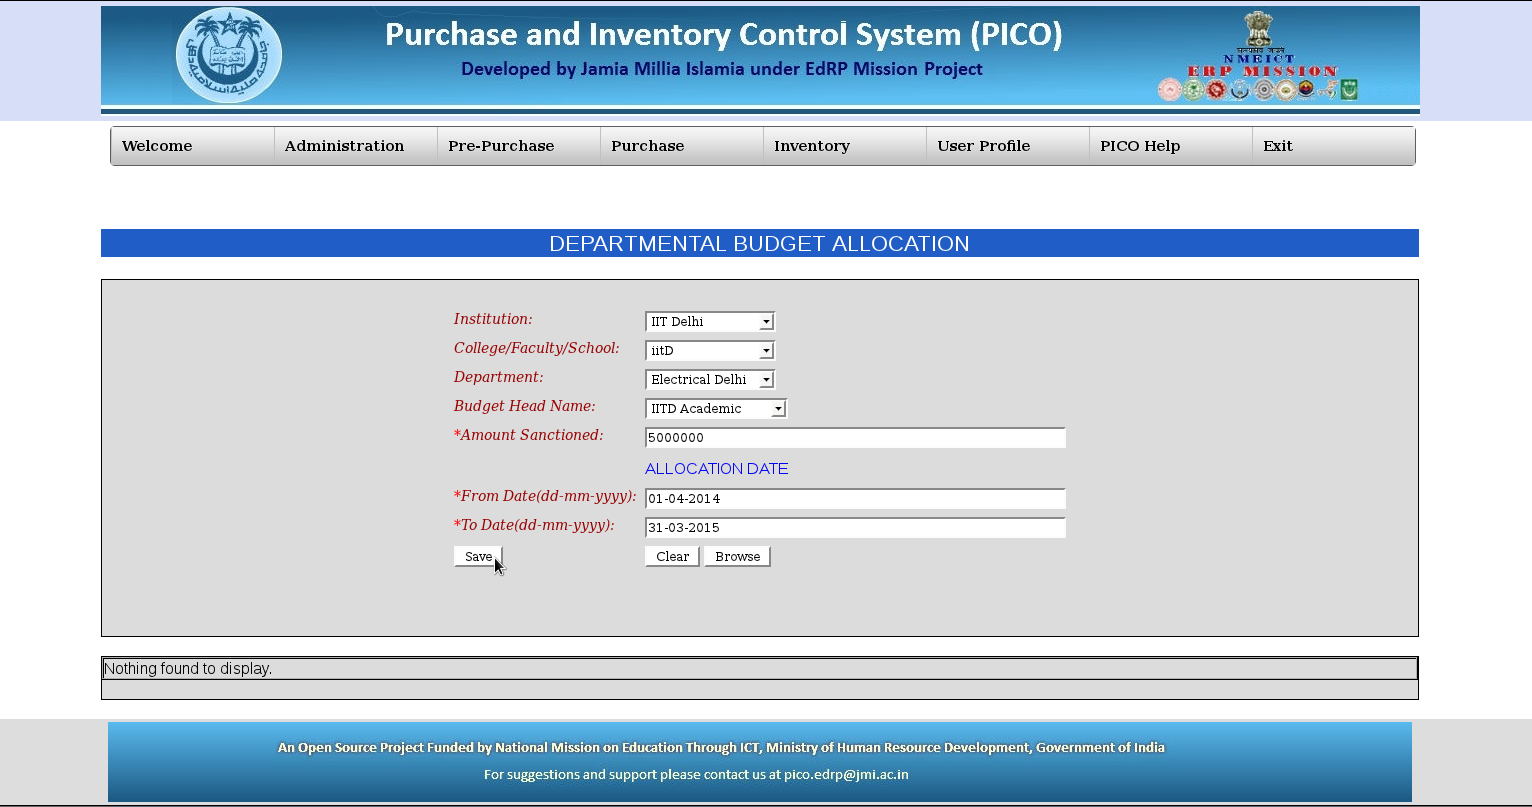 Purchase and Inventory Control System (PICO)
Developed by Jamia Millia Islamia under EdRP Mission Project
सत्यमेव जयते
NMEICT
ERP MISSION
Welcome Administration Pre-Purchase Purchase Inventory User Profile PICO Help Exit
DEPARTMENTAL BUDGET ALLOCATION
Institution: IIT Delhi
College/Faculty/School: iitD
Department: Electrical Delhi
Budget Head Name: IITD Academic
*Amount Sanctioned: 5000000
ALLOCATION DATE
*From Date(dd-mm-yyyy): 01-04-2014
*To Date(dd-mm-yyyy): 31-03-2015
Save Clear Browse
Nothing found to display.
An Open Source Project Funded by National Mission on Education Through ICT, Ministry of Human Resource Development, Government of India
For suggestions and support please contact us at pico.edrp@jmi.ac.in